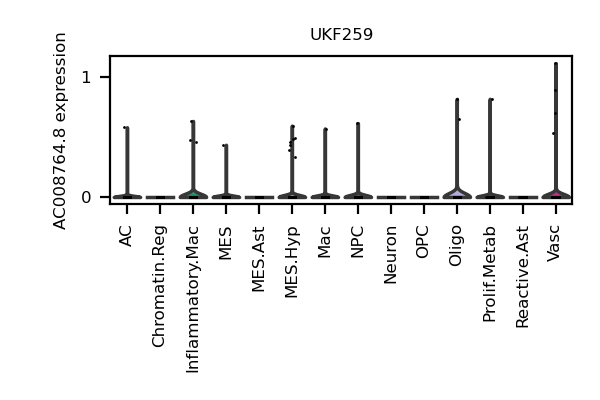 UKF259
AC008764.8 expression
1
0
AC
Chromatin.Reg
Inflammatory.Mac
MES
MES.Ast
MES.Hyp
Mac
NPC
Neuron
OPC
Oligo
Prolif.Metab
Reactive.Ast
Vasc